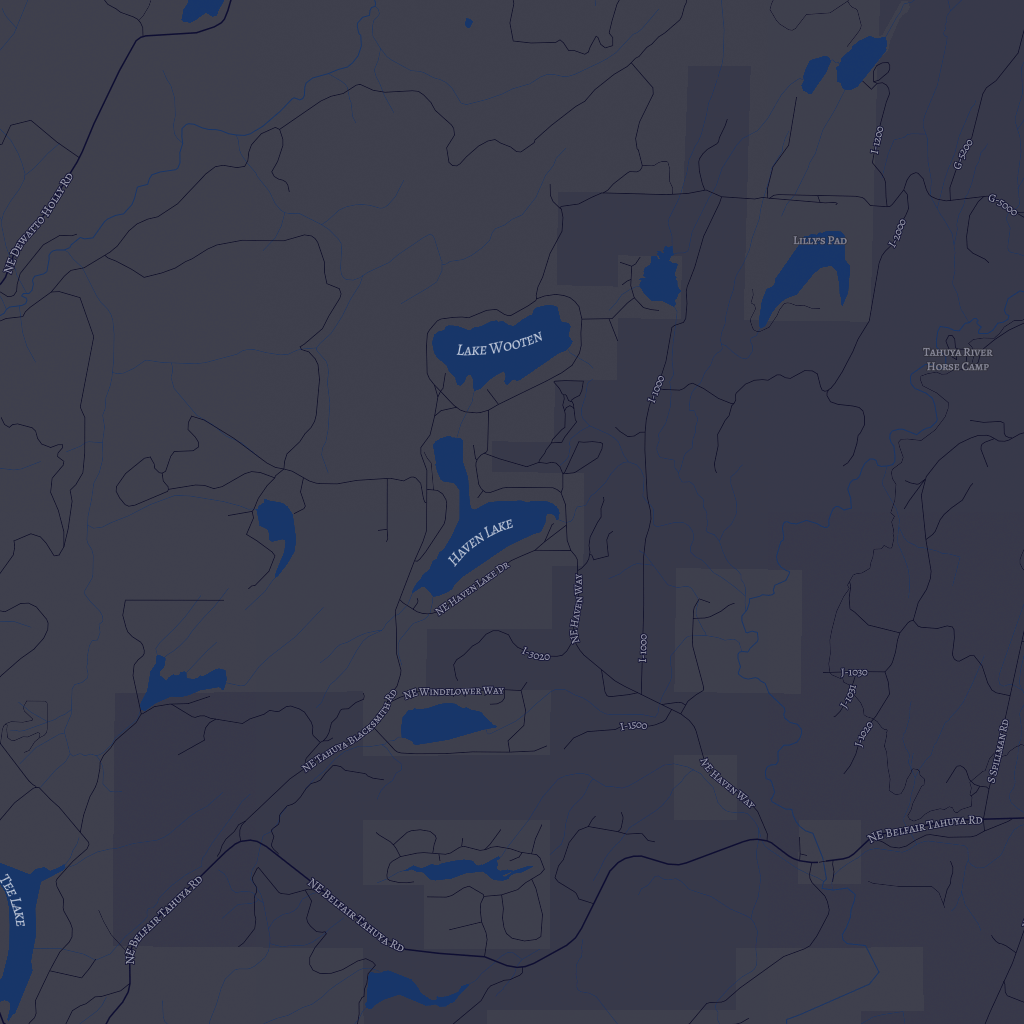 I-1200
G-5200
NE Dewatto Holly Rd
G-5000
I-2000
Lilly's Pad
Lake Wooten
Tahuya River
Horse Camp
I-1000
Haven Lake
NE Haven Lake Dr
NE Haven Way
I-1000
I-3020
J-1030
NE Windflower Way
J-1031
I-1500
NE Tahuya Blacksmith Rd
J-1020
S Spillman Rd
NE Haven Way
NE Belfair Tahuya Rd
Tee Lake
NE Belfair Tahuya Rd
NE Belfair Tahuya Rd